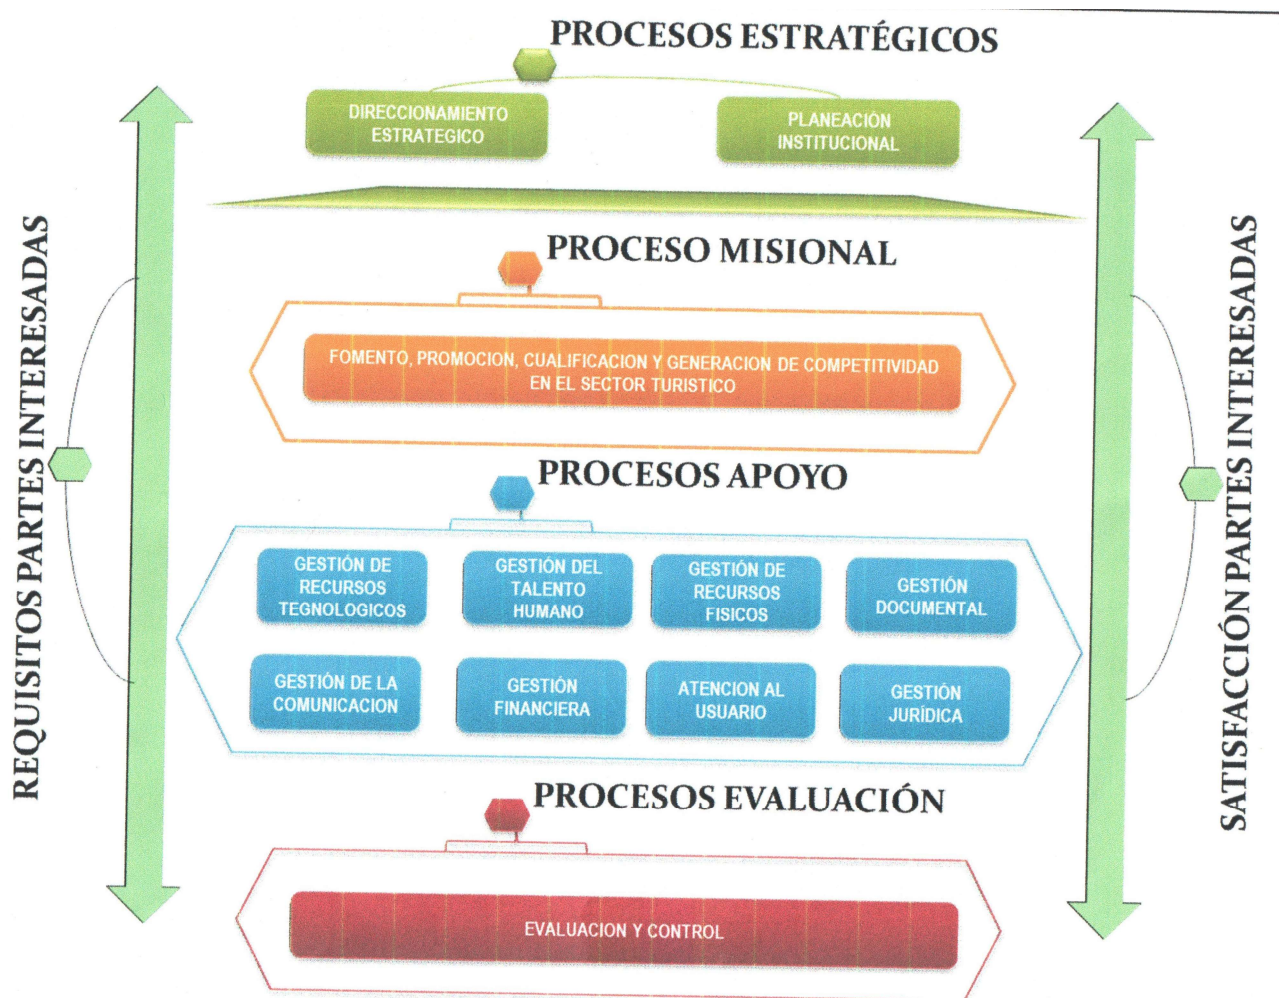 PROCESOS ESTRATÉGICOS
DIRECCIONAMIENTO
ESTRATEGICO
PLANEACIÓN
INSTITUCIONAL
REQUISITOS PARTES INTERESADAS
SATISFACCIÓN PARTES INTERESADAS
PROCESO MISIONAL
FOMENTO, PROMOCION, CUALIFICACION Y GENERACION DE COMPETITIVIDAD
EN EL SECTOR TURISTICO
PROCESOS APOYO
GESTIÓN DE
RECURSOS
TEGNOLOGICOS
GESTIÓN DEL
TALENTO
HUMANO
GESTIÓN DE
RECURSOS
FISICOS
GESTIÓN
DOCUMENTAL
GESTIÓN DE LA
COMUNICACION
GESTIÓN
FINANCIERA
ATENCION AL
USUARIO
GESTIÓN
JURÍDICA
PROCESOS EVALUACIÓN
EVALUACION Y CONTROL